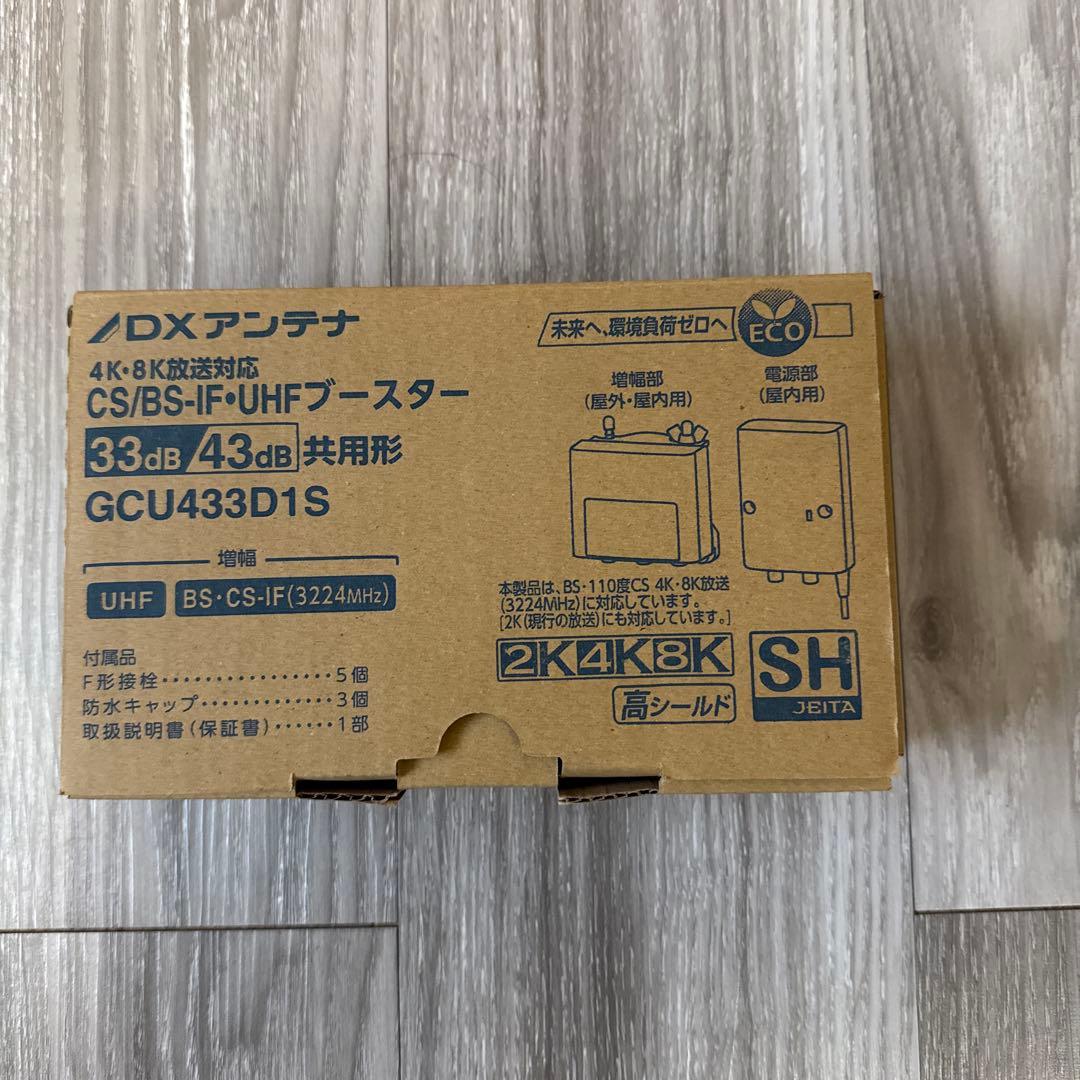 DXアンテナ
4K・8K放送対応
CS/BS-IF・UHFブースター
33dB/43dB 共用形
GCU433D1S
増幅
UHF BS・CS-IF(3224MHz)
付属品
F形接栓・・・・・・・・・・・・・・・・5個
防水キャップ・・・・・・・・・・・・・3個
取扱説明書(保証書)・・・・・・1部
未来へ、環境負荷ゼロへ ECO
増幅部
(屋外・屋内用)
電源部
(屋内用)
本製品は、BS・110度CS 4K・8K放送
(3224MHz)に対応しています。
[2K(現行の放送)にも対応しています。]
2K4K8K
高シールド
SH
JEITA